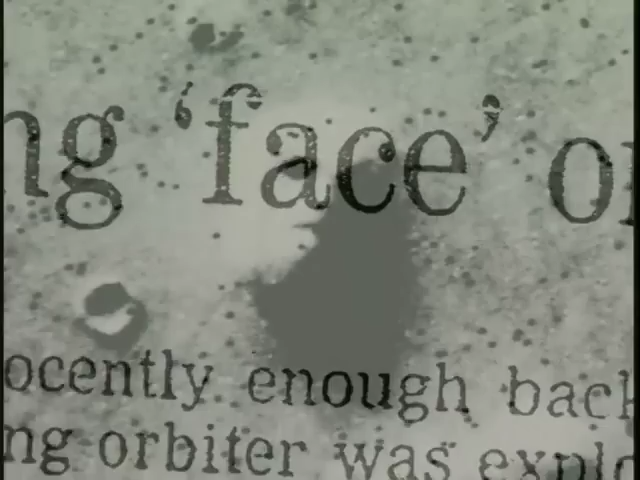 ng 'face' o
ocently enough back
ng orbiter was explo